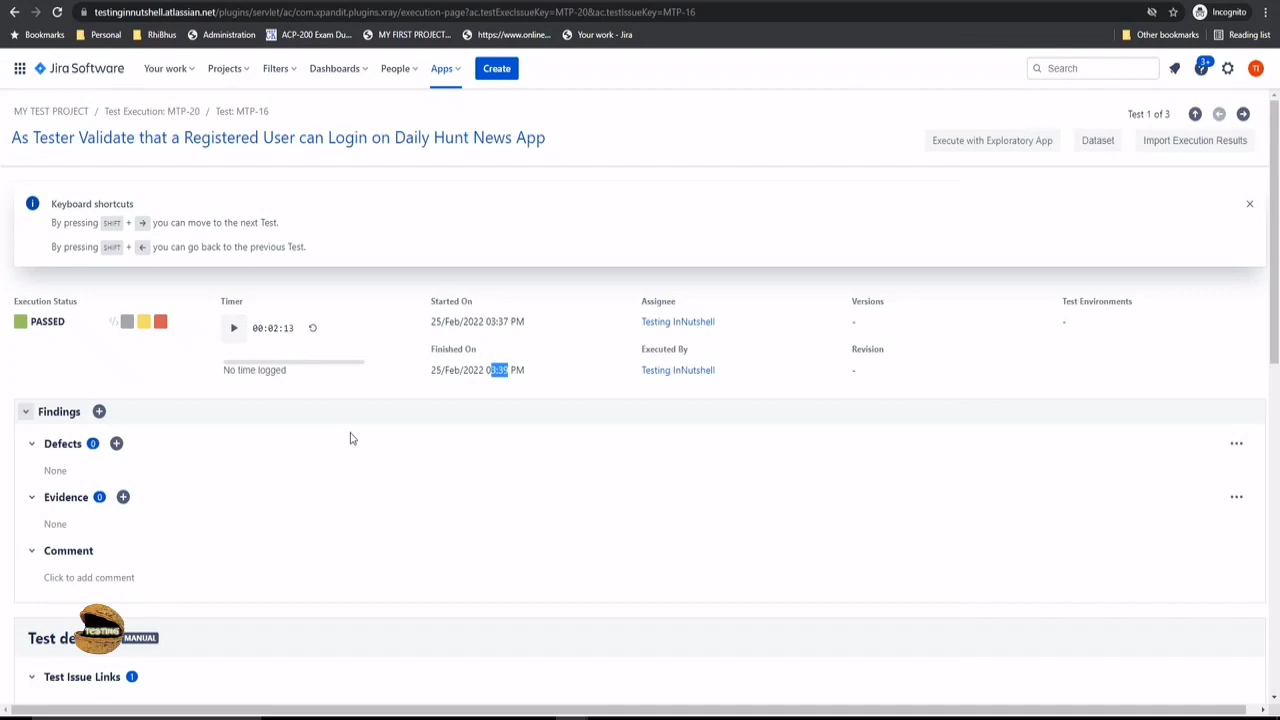 testinginnutshell.atlassian.net/plugins/servlet/ac/com.xpandit.plugins.xray/execution-page?ac.testExecIssueKey=MTP-20&ac.testIssueKey=MTP-16
Incognito
Bookmarks Personal RhiBhus Administration ACP-200 Exam Du... MY FIRST PROJECT... https://www.online... Your work - Jira Other bookmarks Reading list
Jira Software Your work Projects Filters Dashboards People Apps Create Search 3+ TI
MY TEST PROJECT / Test Execution: MTP-20 / Test: MTP-16 Test 1 of 3
As Tester Validate that a Registered User can Login on Daily Hunt News App
Execute with Exploratory App Dataset Import Execution Results
Keyboard shortcuts
By pressing SHIFT + → you can move to the next Test.
By pressing SHIFT + ← you can go back to the previous Test.
Execution Status Timer Started On Assignee Versions Test Environments
PASSED 00:02:13 25/Feb/2022 03:37 PM Testing InNutshell - -
Finished On Executed By Revision
No time logged 25/Feb/2022 03:39 PM Testing InNutshell -
Findings
Defects 0
None
Evidence 0
None
Comment
Click to add comment
TESTING
Test de MANUAL
Test Issue Links 1